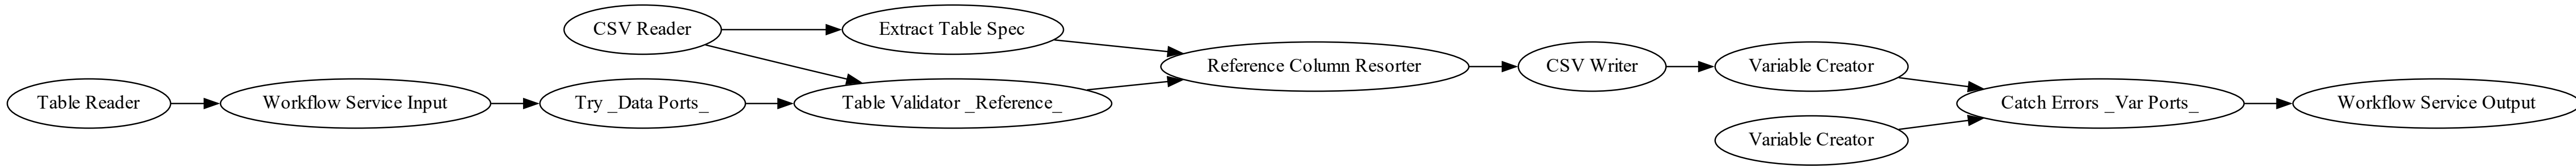 CSV Reader
Extract Table Spec
Reference Column Resorter
CSV Writer
Variable Creator
Table Reader
Workflow Service Input
Try _Data Ports_
Table Validator _Reference_
Catch Errors _Var Ports_
Workflow Service Output
Variable Creator